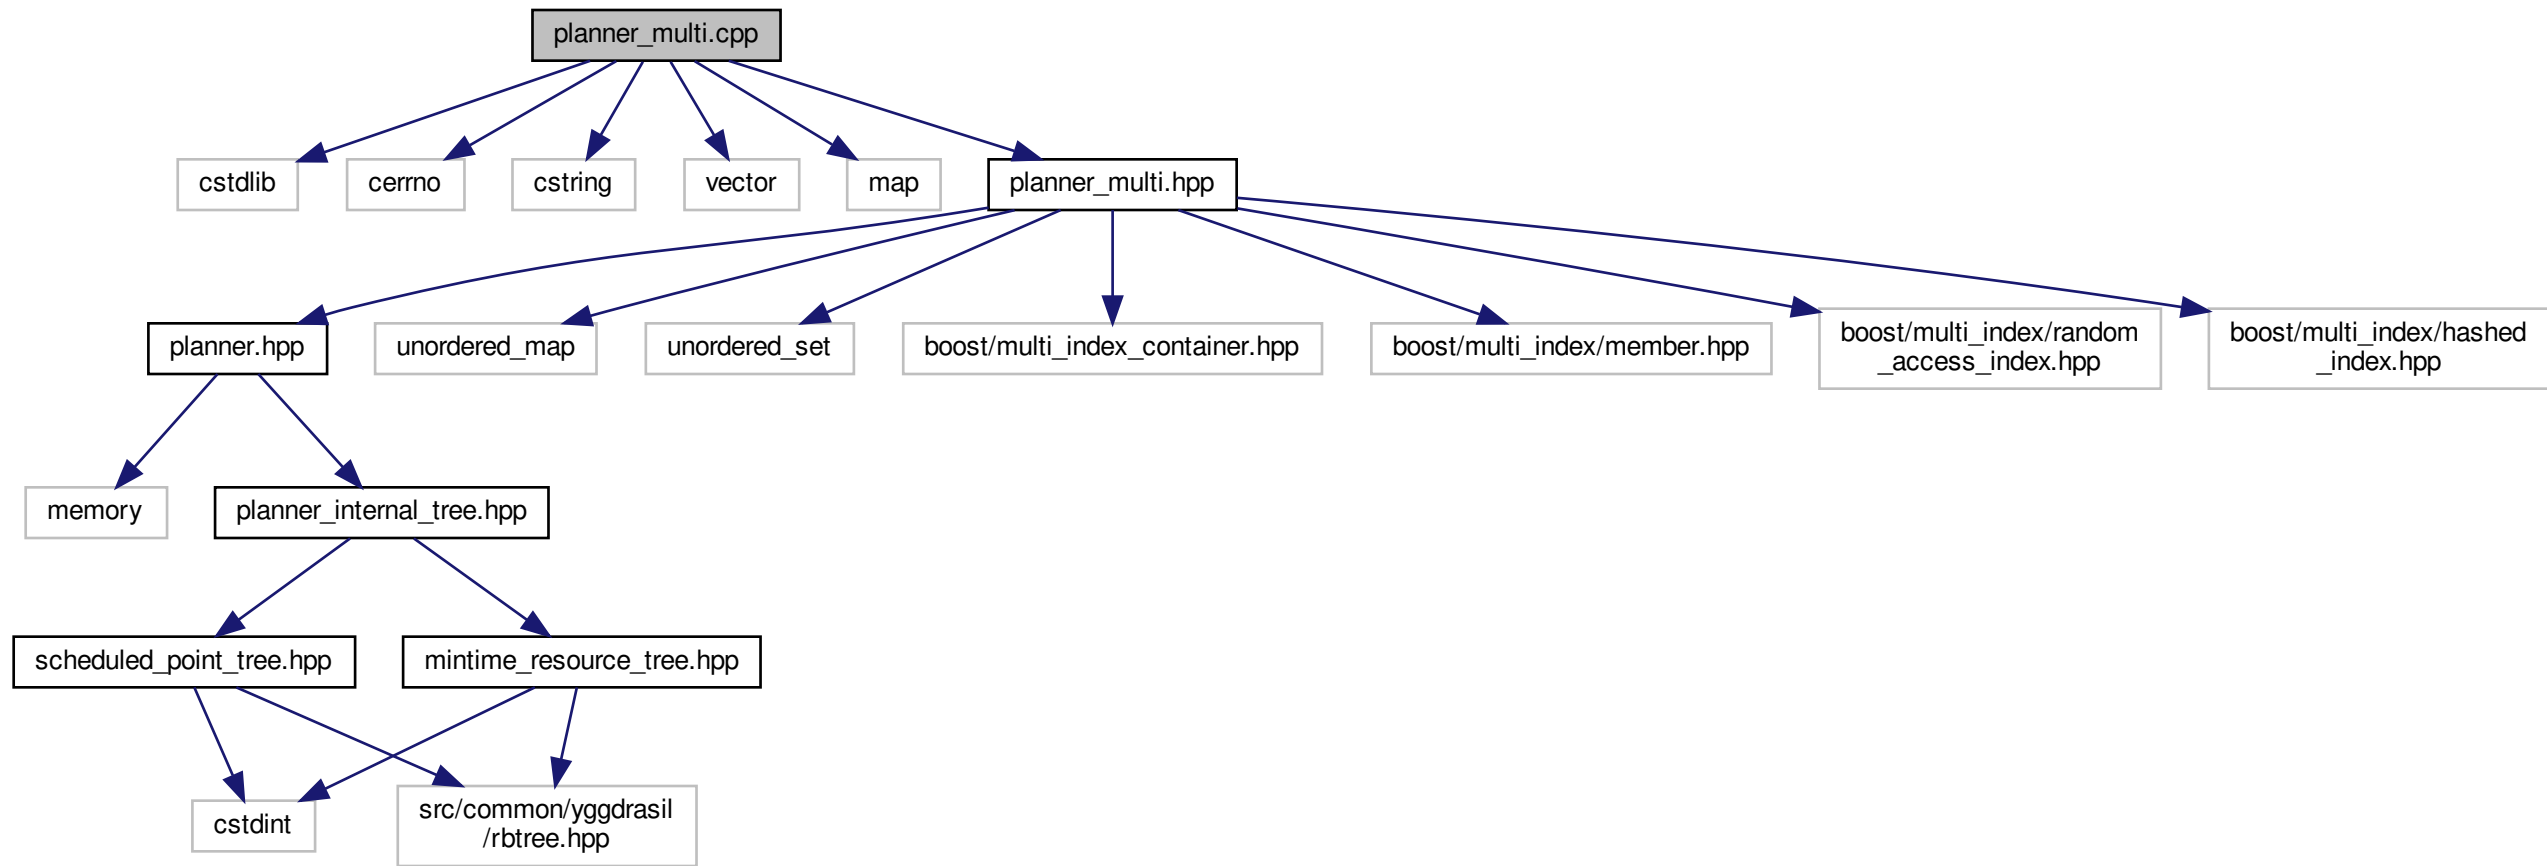 planner_multi.cpp
cstdlib
cerrno
cstring
vector
map
planner_multi.hpp
planner.hpp
unordered_map
unordered_set
boost/multi_index_container.hpp
boost/multi_index/member.hpp
boost/multi_index/random
_access_index.hpp
boost/multi_index/hashed
_index.hpp
memory
planner_internal_tree.hpp
scheduled_point_tree.hpp
mintime_resource_tree.hpp
cstdint
src/common/yggdrasil
/rbtree.hpp